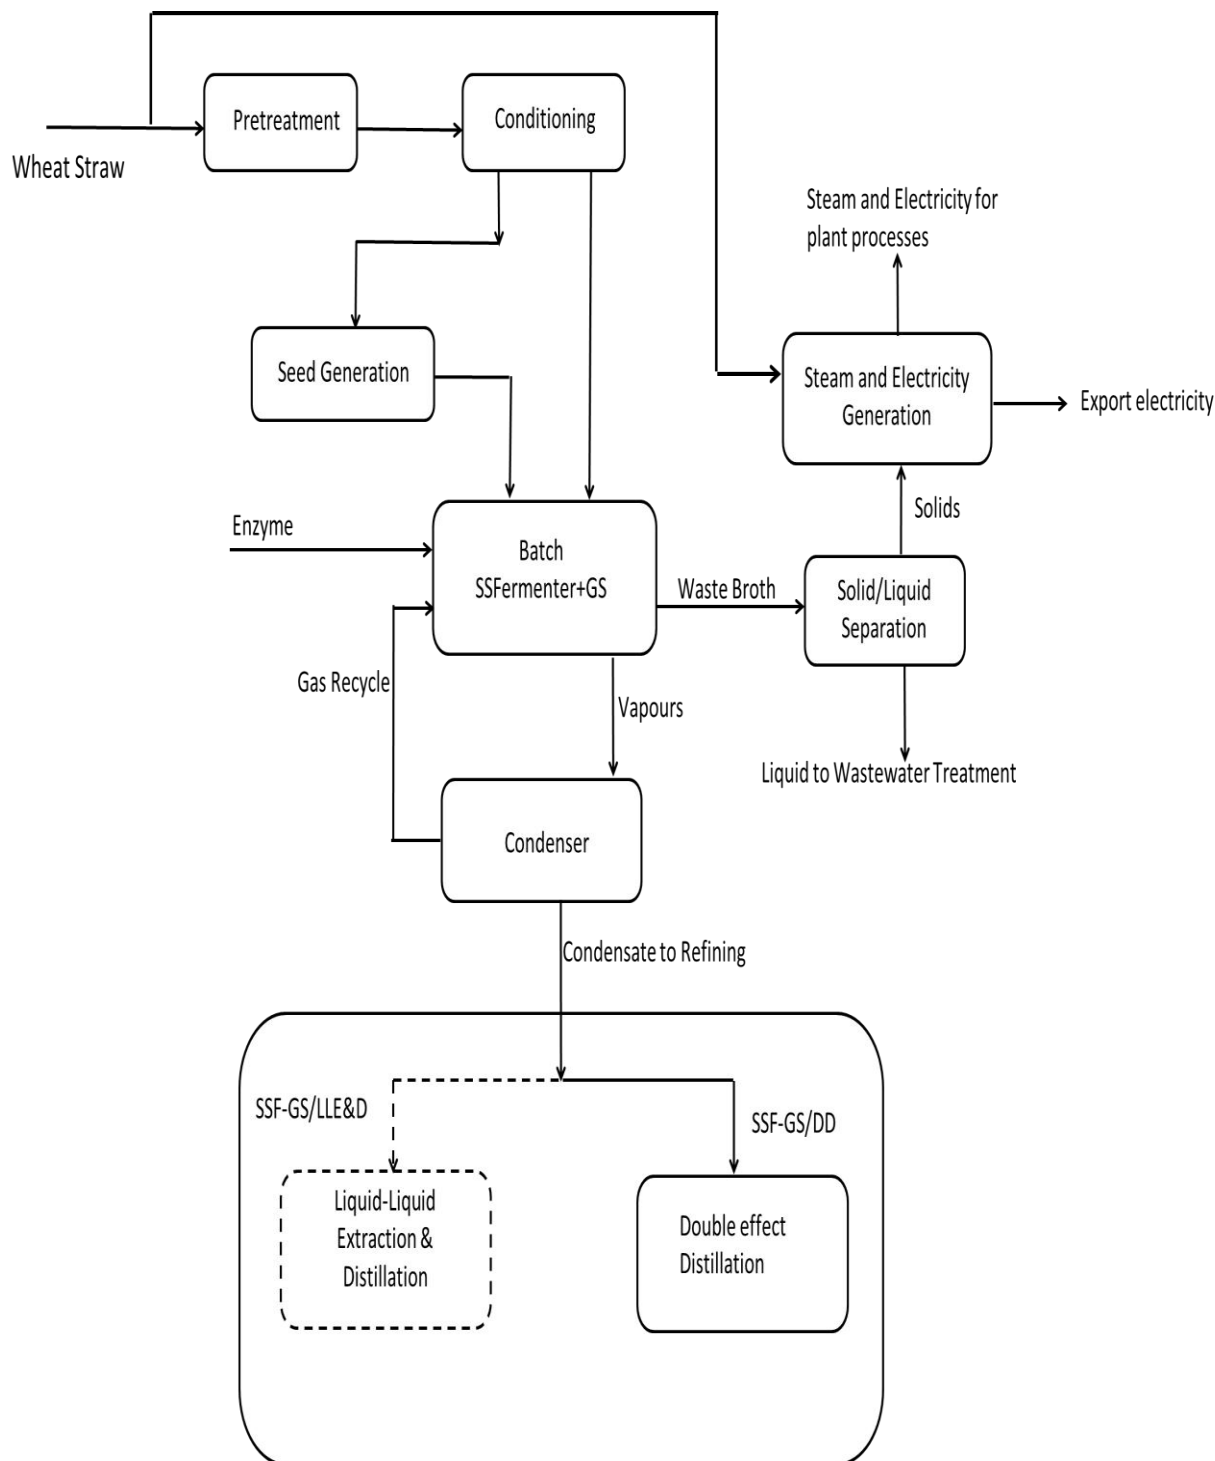 Pretreatment
Conditioning
Wheat Straw
Steam and Electricity for
plant processes
Seed Generation
Steam and Electricity
Generation
Export electricity
Solids
Enzyme
Batch
SSFermenter+GS
Waste Broth
Solid/Liquid
Separation
Gas Recycle
Vapours
Liquid to Wastewater Treatment
Condenser
Condensate to Refining
SSF-GS/LLE&D
SSF-GS/DD
Liquid-Liquid
Extraction &
Distillation
Double effect
Distillation